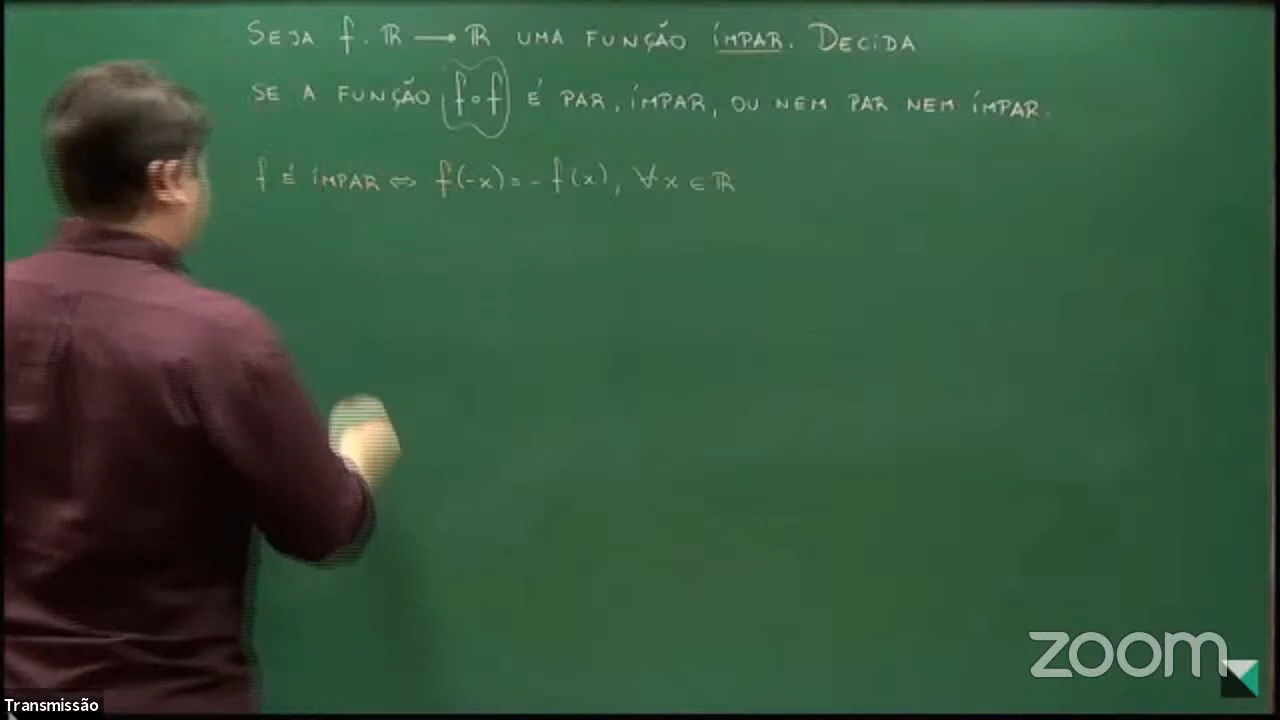 SEJA f: ℝ → ℝ UMA FUNÇÃO ÍMPAR. DECIDA
SE A FUNÇÃO f∘f É PAR, ÍMPAR, OU NEM PAR NEM ÍMPAR.
f É ÍMPAR ⇔ f(-x) = -f(x), ∀x ∈ ℝ
zoom
Transmissão